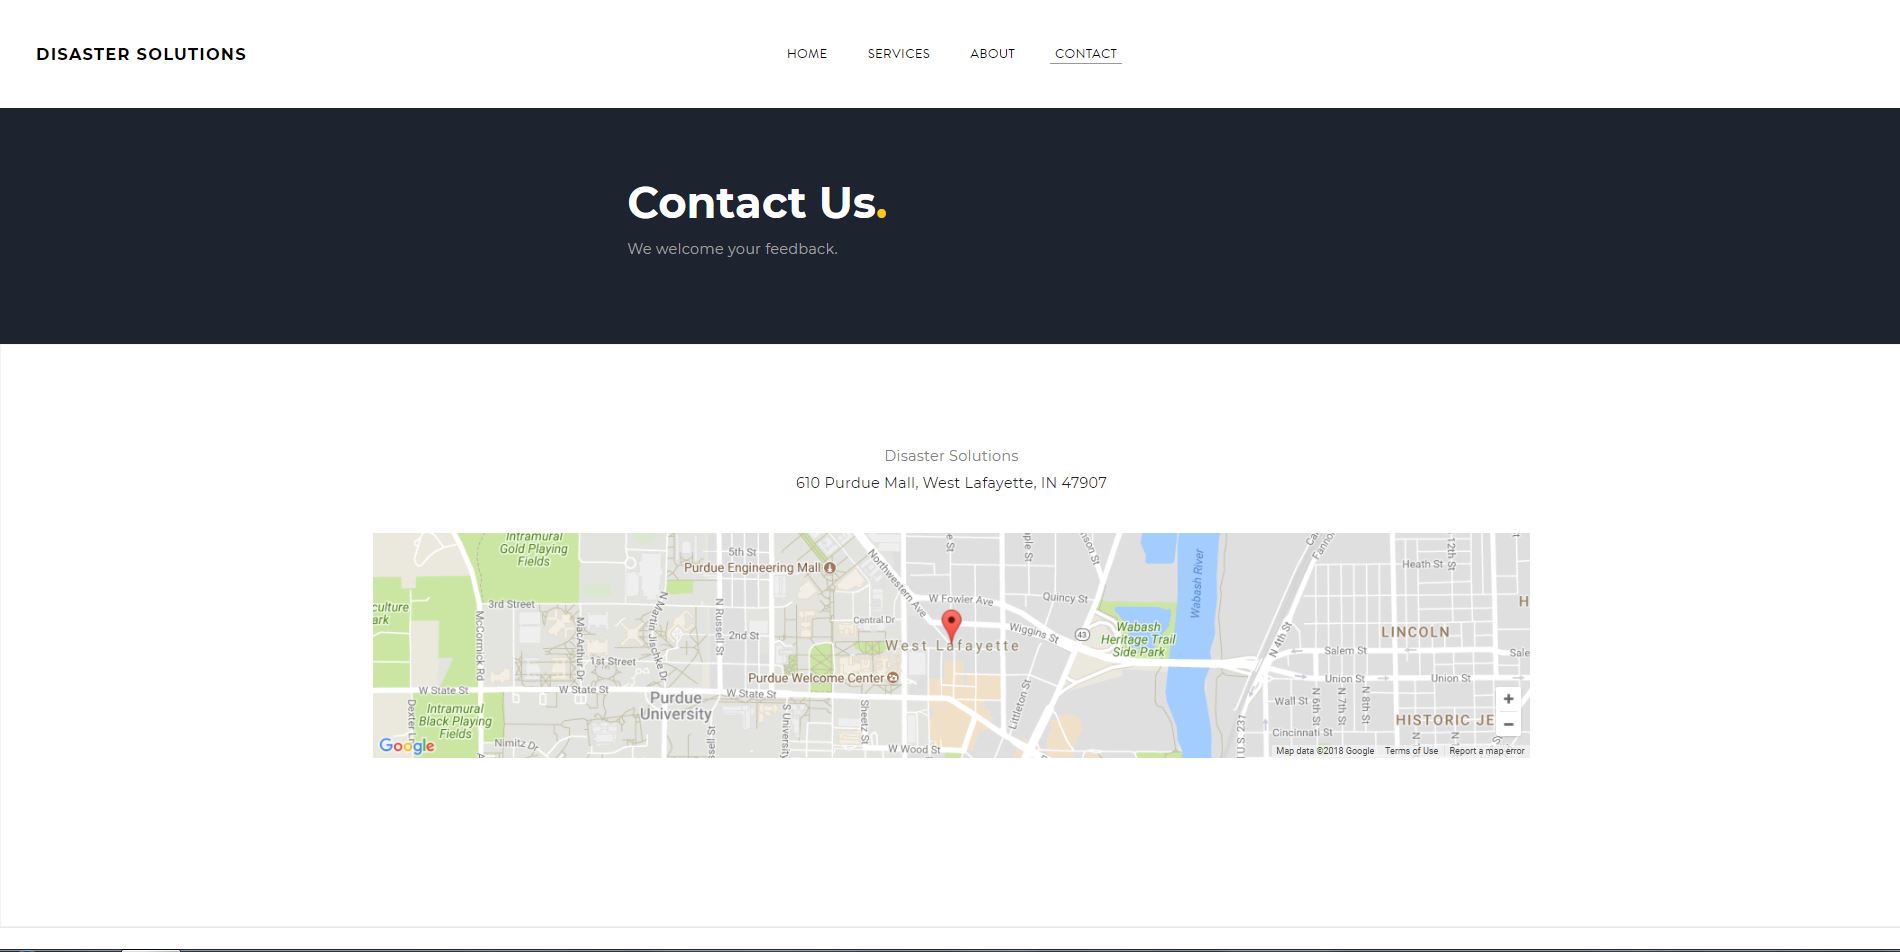 DISASTER SOLUTIONS
HOME SERVICES ABOUT CONTACT
Contact Us.
We welcome your feedback.
Disaster Solutions
610 Purdue Mall, West Lafayette, IN 47907
Intramural
Gold Playing
Fields
5th St
Purdue Engineering Mall
Northwestern Ave
Quincy St
Wabash River
Heath St
12th St
3rd Street
McCormick Rd
MacArthur Dr
N Martin Jischke Dr
N Russell St
2nd St
Central Dr
W Fowler Ave
Wiggins St
43
Wabash
Heritage Trail
Side Park
N 4th St
LINCOLN
West Lafayette
1st Street
Salem St
Sale
Purdue Welcome Center
Union St
Union St
W State St
W State St
W State St
Purdue
University
Sheetz St
S University
Littleton St
Wall St
N 6th St
N 7th St
N 8th St
HISTORIC JE
Intramural
Black Playing
Fields
Nimitz Dr
W Wood St
US 231
Cincinnati St
+
−
Google
Map data ©2018 Google Terms of Use Report a map error